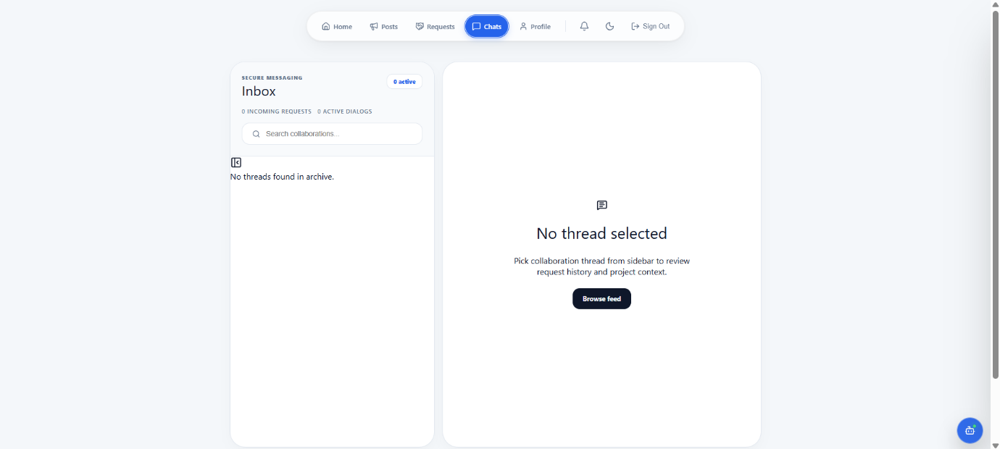 Home Posts Requests Chats Profile Sign Out
SECURE MESSAGING
0 active
Inbox
0 INCOMING REQUESTS 0 ACTIVE DIALOGS
Search collaborations...
No threads found in archive.
No thread selected
Pick collaboration thread from sidebar to review
request history and project context.
Browse feed